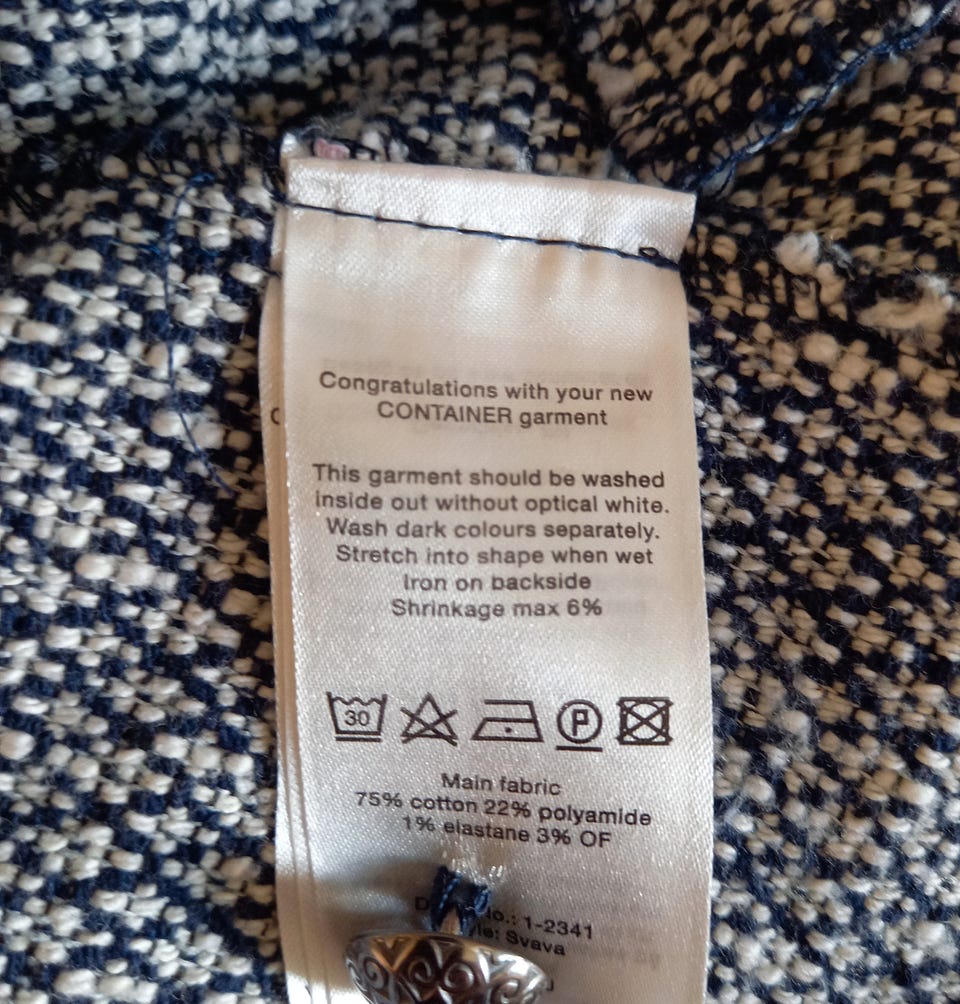 Congratulations with your new
CONTAINER garment
This garment should be washed
inside out without optical white.
Wash dark colours separately.
Stretch into shape when wet
Iron on backside
Shrinkage max 6%
30
P
Main fabric
75% cotton 22% polyamide
1% elastane 3% OF
1-2341
Svava